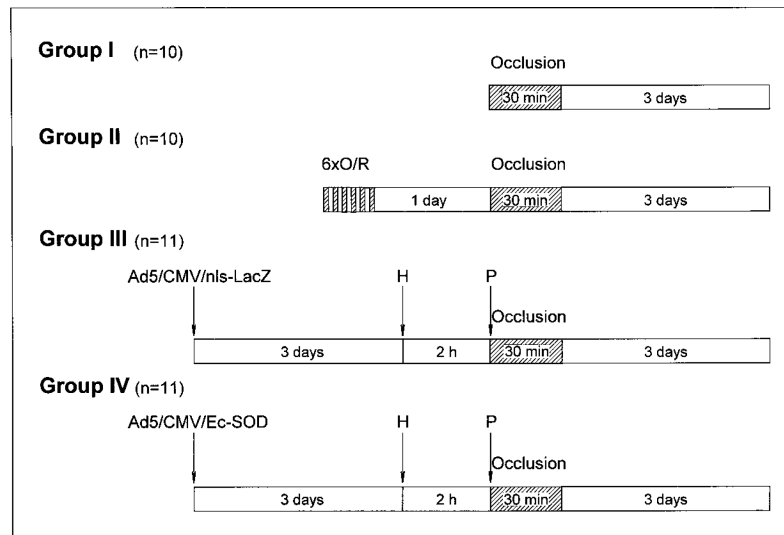 Group I (n=10)
Occlusion
30 min 3 days
Group II (n=10)
6xO/R Occlusion
1 day 30 min 3 days
Group III (n=11)
Ad5/CMV/nls-LacZ H P
Occlusion
3 days 2 h 30 min 3 days
Group IV (n=11)
Ad5/CMV/Ec-SOD H P
Occlusion
3 days 2 h 30 min 3 days